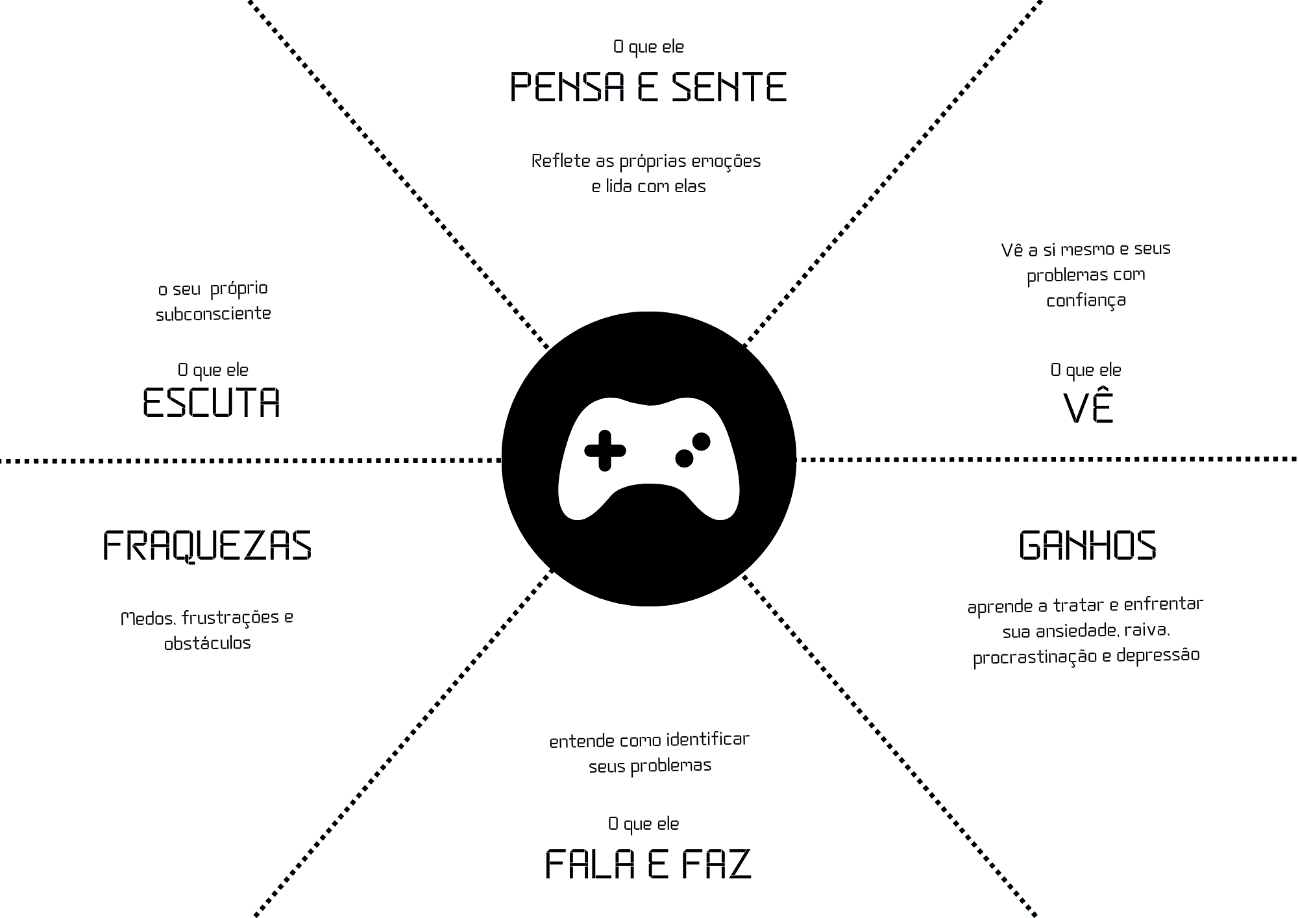 O que ele
PENSA E SENTE
Reflete as próprias emoções
e lida com elas
o seu próprio
subconsciente
O que ele
ESCUTA
Vê a si mesmo e seus
problemas com
confiança
O que ele
VÊ
FRAQUEZAS
Medos, frustrações e
obstáculos
GANHOS
aprende a tratar e enfrentar
sua ansiedade, raiva,
procrastinação e depressão
entende como identificar
seus problemas
O que ele
FALA E FAZ